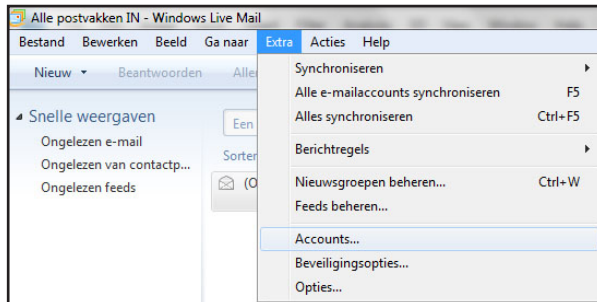 Alle postvakken IN - Windows Live Mail
Bestand Bewerken Beeld Ga naar Extra Acties Help
Nieuw Beantwoorden
Snelle weergaven
Ongelezen e-mail
Ongelezen van contactp...
Ongelezen feeds
Een
Sorter
(O
Synchroniseren
Alle e-mailaccounts synchroniseren F5
Alles synchroniseren Ctrl+F5
Berichtregels
Nieuwsgroepen beheren... Ctrl+W
Feeds beheren...
Accounts...
Beveiligingsopties...
Opties...